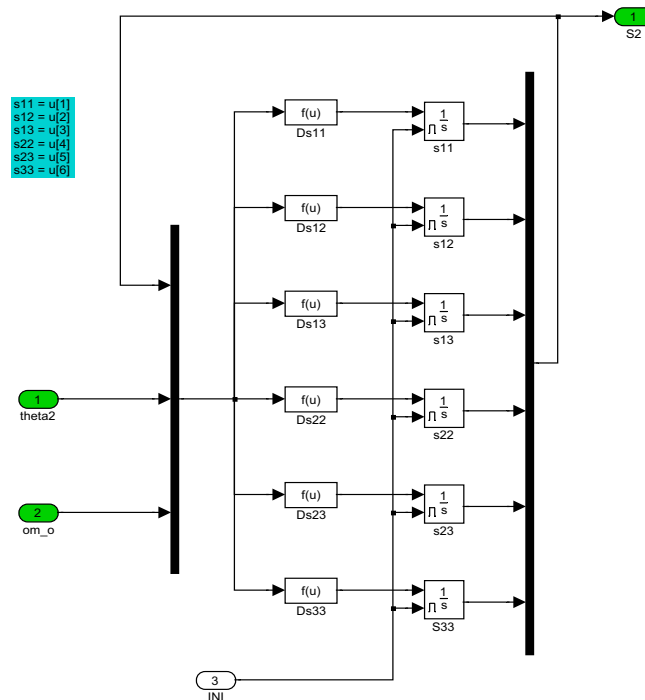 1
S2
s11 = u[1]
s12 = u[2]
s13 = u[3]
s22 = u[4]
s23 = u[5]
s33 = u[6]
f(u)
Ds11
1
s
s11
f(u)
Ds12
1
s
s12
f(u)
Ds13
1
s
s13
1
theta2
f(u)
Ds22
1
s
s22
2
om_o
f(u)
Ds23
1
s
s23
f(u)
Ds33
1
s
S33
3
INI